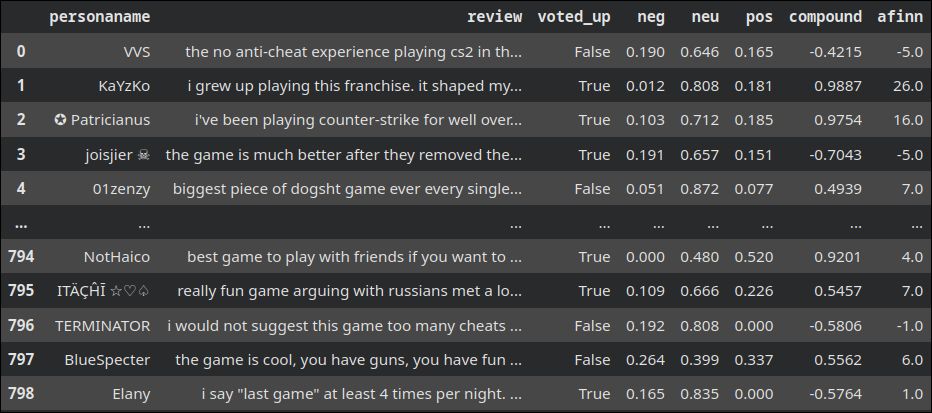 personaname review voted_up neg neu pos compound afinn
0 VVS the no anti-cheat experience playing cs2 in th... False 0.190 0.646 0.165 -0.4215 -5.0
1 KaYzKo i grew up playing this franchise. it shaped my... True 0.012 0.808 0.181 0.9887 26.0
2 ✪ Patricianus i've been playing counter-strike for well over... True 0.103 0.712 0.185 0.9754 16.0
3 joisjier ☠ the game is much better after they removed the... True 0.191 0.657 0.151 -0.7043 -5.0
4 01zenzy biggest piece of dogsht game ever every single... False 0.051 0.872 0.077 0.4939 7.0
... ... ... ... ... ... ... ... ...
794 NotHaico best game to play with friends if you want to ... True 0.000 0.480 0.520 0.9201 4.0
795 ITÄÇĤĪ ☆♡♤ really fun game arguing with russians met a lo... True 0.109 0.666 0.226 0.5457 7.0
796 TERMINATOR i would not suggest this game too many cheats ... False 0.192 0.808 0.000 -0.5806 -1.0
797 BlueSpecter the game is cool, you have guns, you have fun ... False 0.264 0.399 0.337 0.5562 6.0
798 Elany i say "last game" at least 4 times per night. ... True 0.165 0.835 0.000 -0.5764 1.0